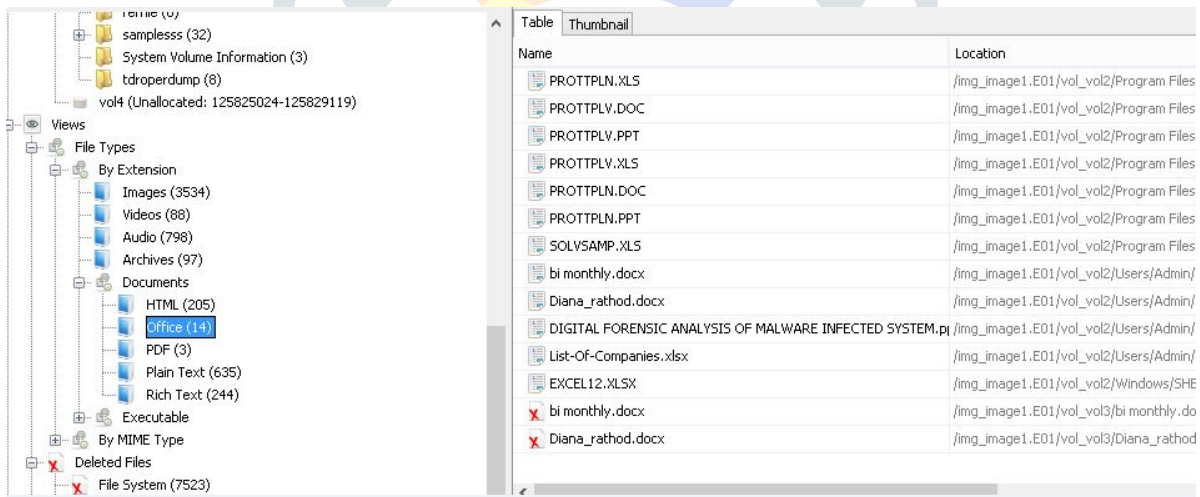 remie (0)
samplesss (32)
System Volume Information (3)
tdroperdump (8)
vol4 (Unallocated: 125825024-125829119)
Views
File Types
By Extension
Images (3534)
Videos (88)
Audio (798)
Archives (97)
Documents
HTML (205)
Office (14)
PDF (3)
Plain Text (635)
Rich Text (244)
Executable
By MIME Type
Deleted Files
File System (7523)
Table Thumbnail
Name Location
PROTTPLN.XLS /img_image1.E01/vol_vol2/Program Files
PROTTPLV.DOC /img_image1.E01/vol_vol2/Program Files
PROTTPLV.PPT /img_image1.E01/vol_vol2/Program Files
PROTTPLV.XLS /img_image1.E01/vol_vol2/Program Files
PROTTPLN.DOC /img_image1.E01/vol_vol2/Program Files
PROTTPLN.PPT /img_image1.E01/vol_vol2/Program Files
SOLVSAMP.XLS /img_image1.E01/vol_vol2/Program Files
bi monthly.docx /img_image1.E01/vol_vol2/Users/Admin/
Diana_rathod.docx /img_image1.E01/vol_vol2/Users/Admin/
DIGITAL FORENSIC ANALYSIS OF MALWARE INFECTED SYSTEM.p /img_image1.E01/vol_vol2/Users/Admin/
List-Of-Companies.xlsx /img_image1.E01/vol_vol2/Users/Admin/
EXCEL12.XLSX /img_image1.E01/vol_vol2/Windows/SHE
bi monthly.docx /img_image1.E01/vol_vol3/bi monthly.do
Diana_rathod.docx /img_image1.E01/vol_vol3/Diana_rathod